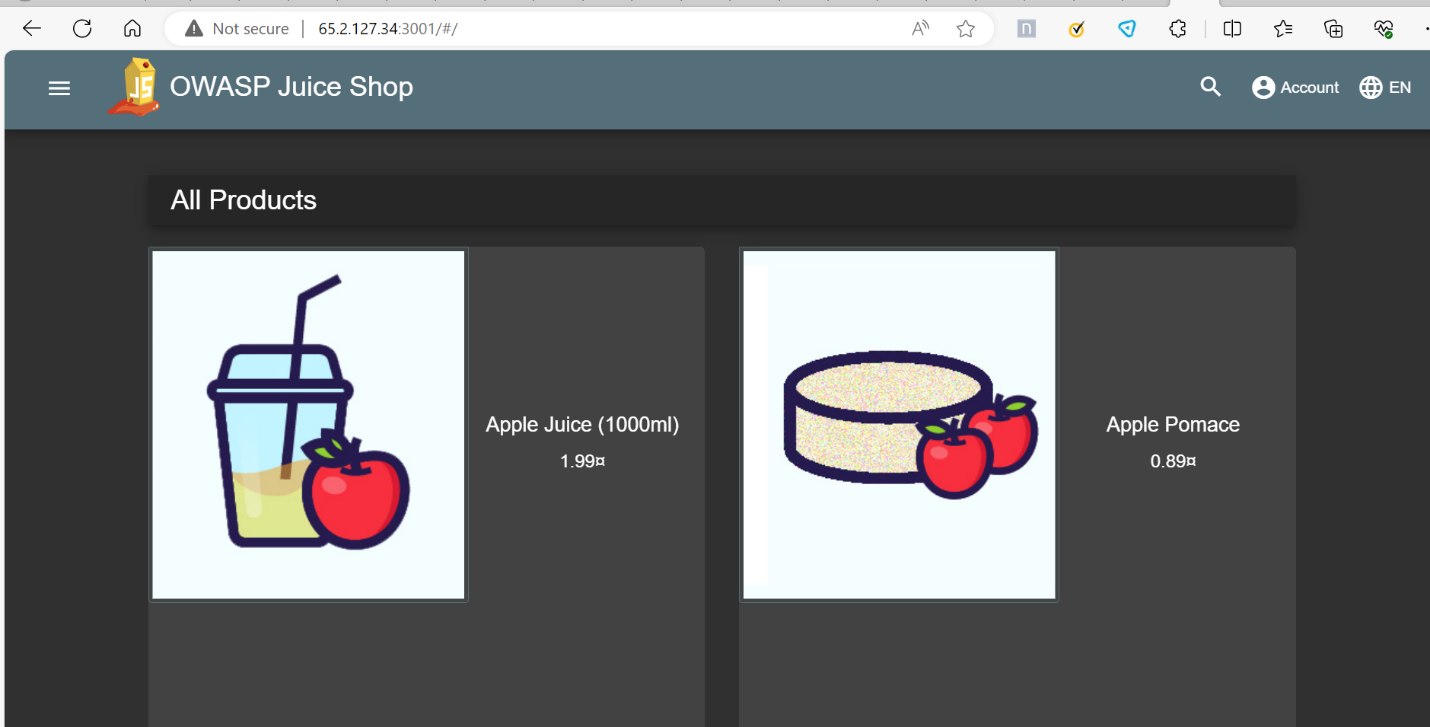 Not secure | 65.2.127.34:3001/#/
JS OWASP Juice Shop
Account
EN
All Products
Apple Juice (1000ml)
1.99¤
Apple Pomace
0.89¤